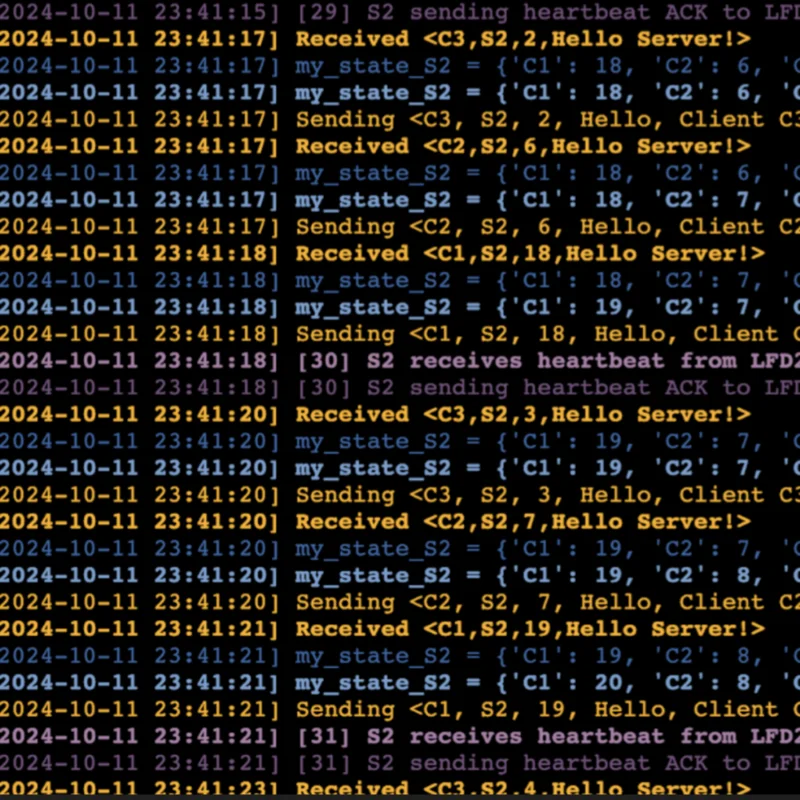 2024-10-11 23:41:15] [29] S2 sending heartbeat ACK to LFD
2024-10-11 23:41:17] Received <C3,S2,2,Hello Server!>
2024-10-11 23:41:17] my_state_S2 = {'C1': 18, 'C2': 6, 'C
2024-10-11 23:41:17] my_state_S2 = {'C1': 18, 'C2': 6, 'C
2024-10-11 23:41:17] Sending <C3, S2, 2, Hello, Client C3
2024-10-11 23:41:17] Received <C2,S2,6,Hello Server!>
2024-10-11 23:41:17] my_state_S2 = {'C1': 18, 'C2': 6, 'C
2024-10-11 23:41:17] my_state_S2 = {'C1': 18, 'C2': 7, 'C
2024-10-11 23:41:17] Sending <C2, S2, 6, Hello, Client C2
2024-10-11 23:41:18] Received <C1,S2,18,Hello Server!>
2024-10-11 23:41:18] my_state_S2 = {'C1': 18, 'C2': 7, 'C
2024-10-11 23:41:18] my_state_S2 = {'C1': 19, 'C2': 7, 'C
2024-10-11 23:41:18] Sending <C1, S2, 18, Hello, Client C
2024-10-11 23:41:18] [30] S2 receives heartbeat from LFD2
2024-10-11 23:41:18] [30] S2 sending heartbeat ACK to LFD
2024-10-11 23:41:20] Received <C3,S2,3,Hello Server!>
2024-10-11 23:41:20] my_state_S2 = {'C1': 19, 'C2': 7, 'C
2024-10-11 23:41:20] my_state_S2 = {'C1': 19, 'C2': 7, 'C
2024-10-11 23:41:20] Sending <C3, S2, 3, Hello, Client C3
2024-10-11 23:41:20] Received <C2,S2,7,Hello Server!>
2024-10-11 23:41:20] my_state_S2 = {'C1': 19, 'C2': 7, 'C
2024-10-11 23:41:20] my_state_S2 = {'C1': 19, 'C2': 8, 'C
2024-10-11 23:41:20] Sending <C2, S2, 7, Hello, Client C2
2024-10-11 23:41:21] Received <C1,S2,19,Hello Server!>
2024-10-11 23:41:21] my_state_S2 = {'C1': 19, 'C2': 8, 'C
2024-10-11 23:41:21] my_state_S2 = {'C1': 20, 'C2': 8, 'C
2024-10-11 23:41:21] Sending <C1, S2, 19, Hello, Client C
2024-10-11 23:41:21] [31] S2 receives heartbeat from LFD2
2024-10-11 23:41:21] [31] S2 sending heartbeat ACK to LFD
2024-10-11 23:41:23] Received <C3,S2,4,Hello Server!>